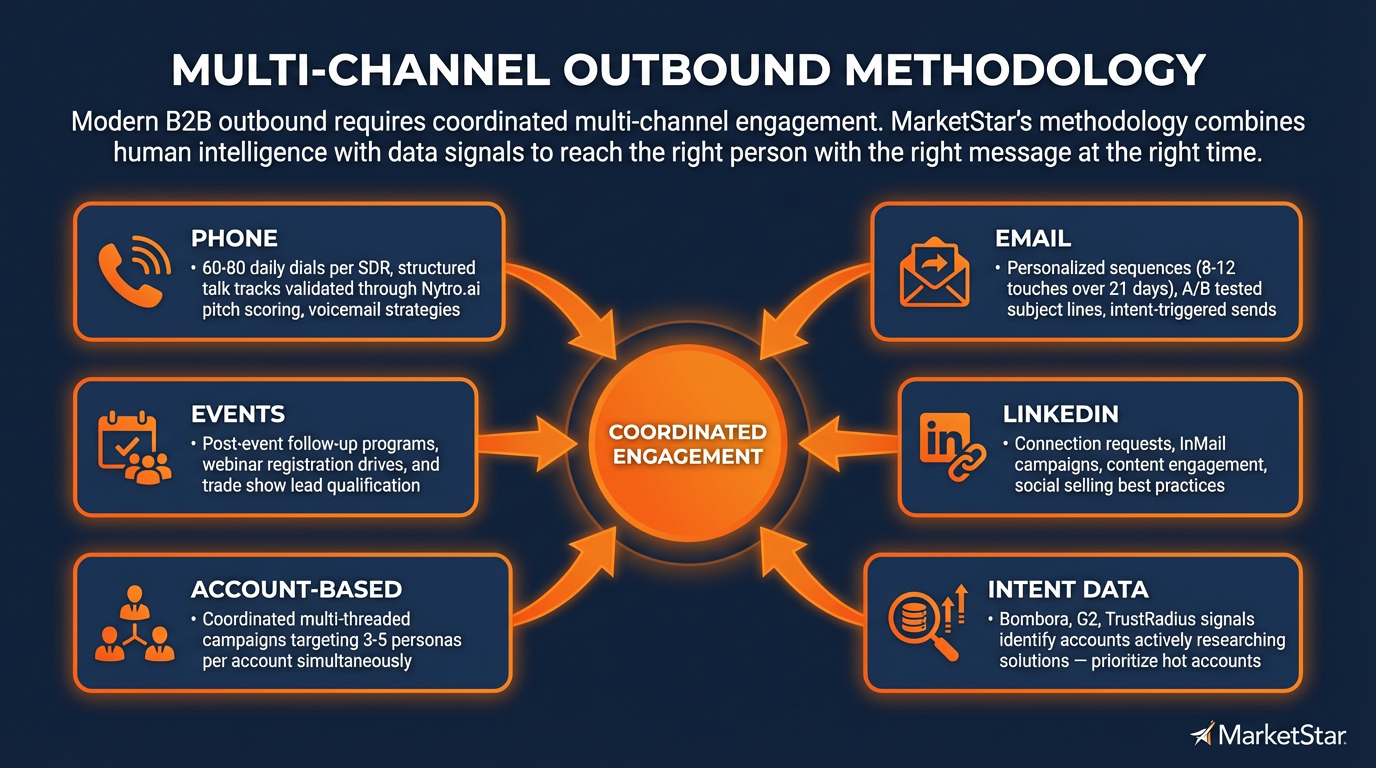 MULTI-CHANNEL OUTBOUND METHODOLOGY
Modern B2B outbound requires coordinated multi-channel engagement. MarketStar's methodology combines
human intelligence with data signals to reach the right person with the right message at the right time.
PHONE
• 60-80 daily dials per SDR, structured
talk tracks validated through Nytro.ai
pitch scoring, voicemail strategies
EMAIL
• Personalized sequences (8-12
touches over 21 days), A/B tested
subject lines, intent-triggered sends
EVENTS
• Post-event follow-up programs,
webinar registration drives, and
trade show lead qualification
COORDINATED
ENGAGEMENT
in
LINKEDIN
• Connection requests, InMail
campaigns, content engagement,
social selling best practices
ACCOUNT-BASED
• Coordinated multi-threaded
campaigns targeting 3-5 personas
per account simultaneously
INTENT DATA
• Bombora, G2, TrustRadius signals
identify accounts actively researching
solutions — prioritize hot accounts
MarketStar